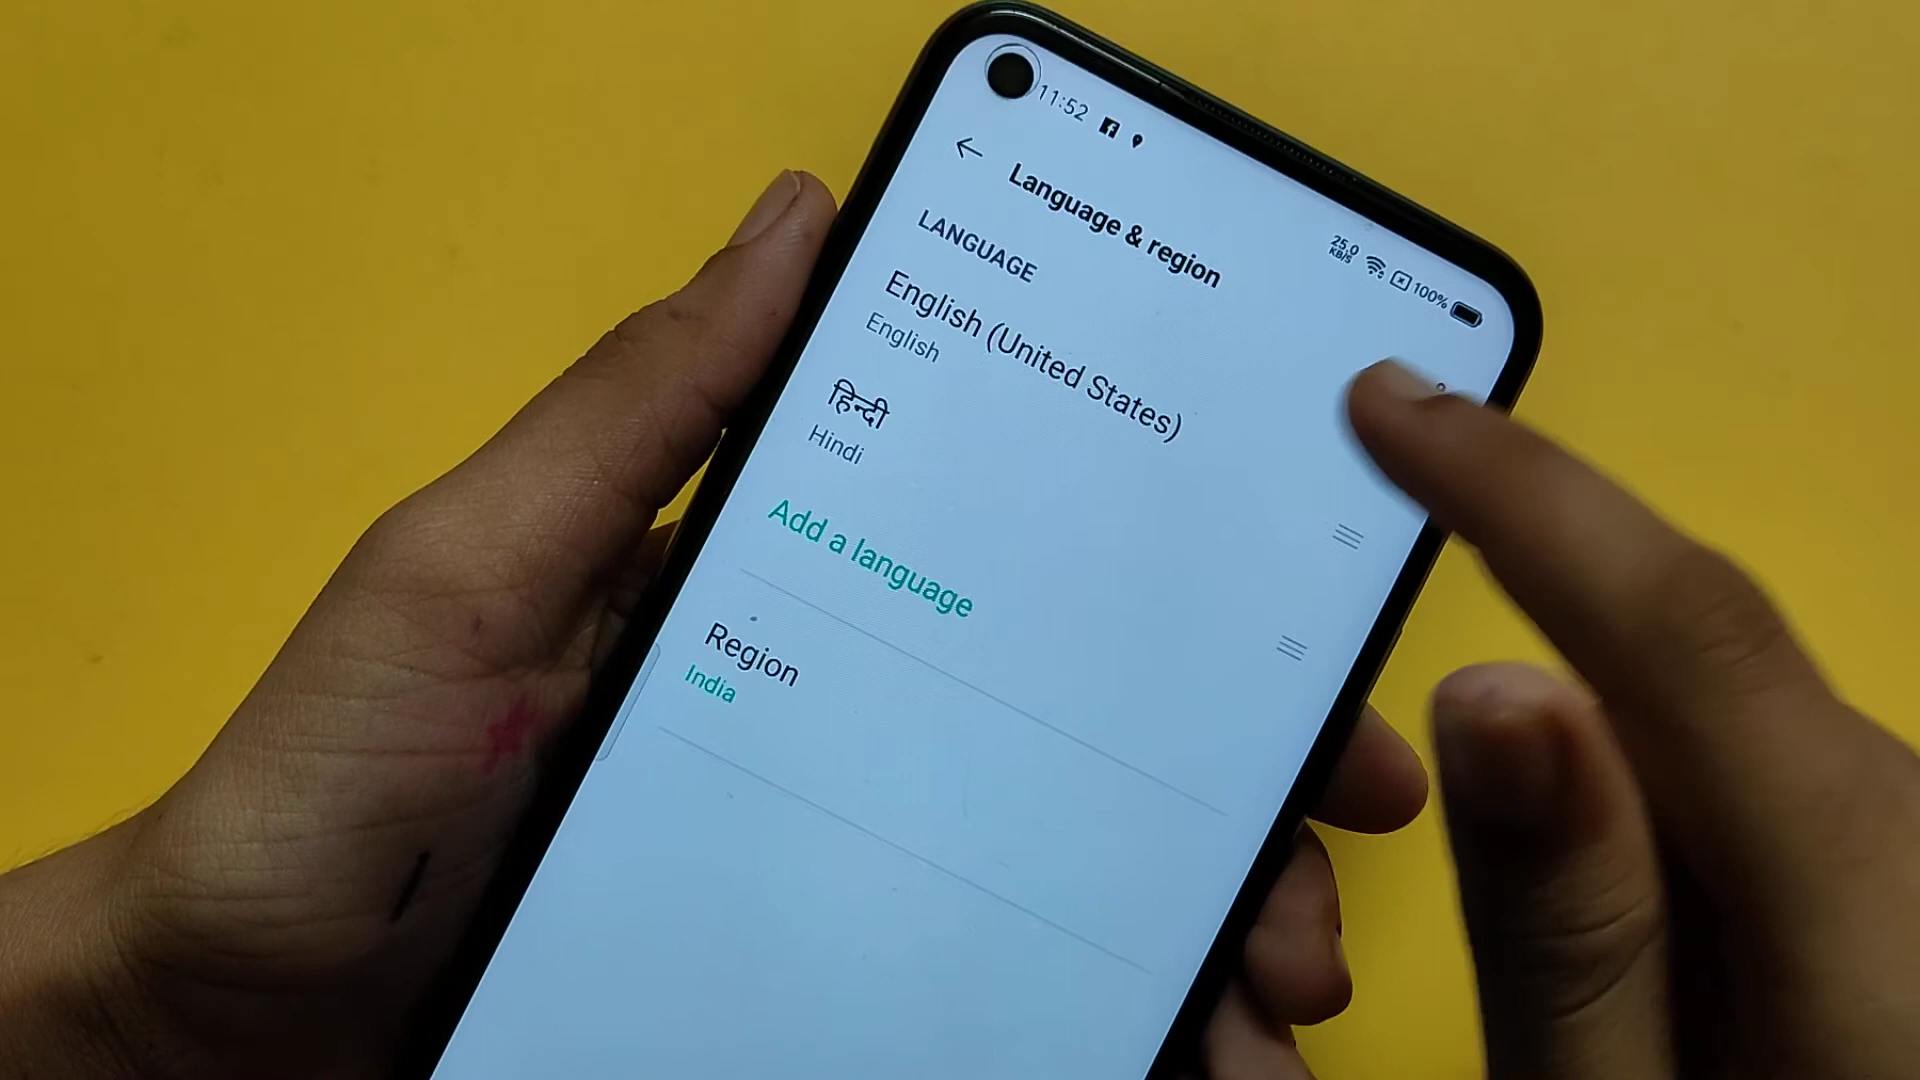 11:52
25.0
KB/S
100%
Language & region
LANGUAGE
English (United States)
English
हिन्दी
Hindi
Add a language
Region
India